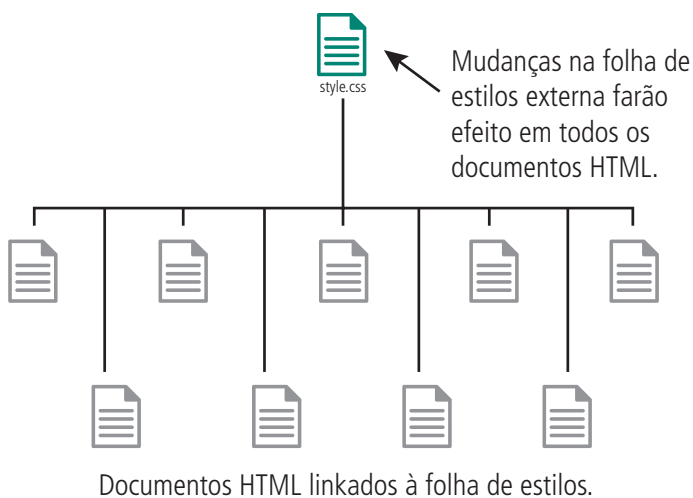 style.css
Mudanças na folha de
estilos externa farão
efeito em todos os
documentos HTML.
Documentos HTML linkados à folha de estilos.